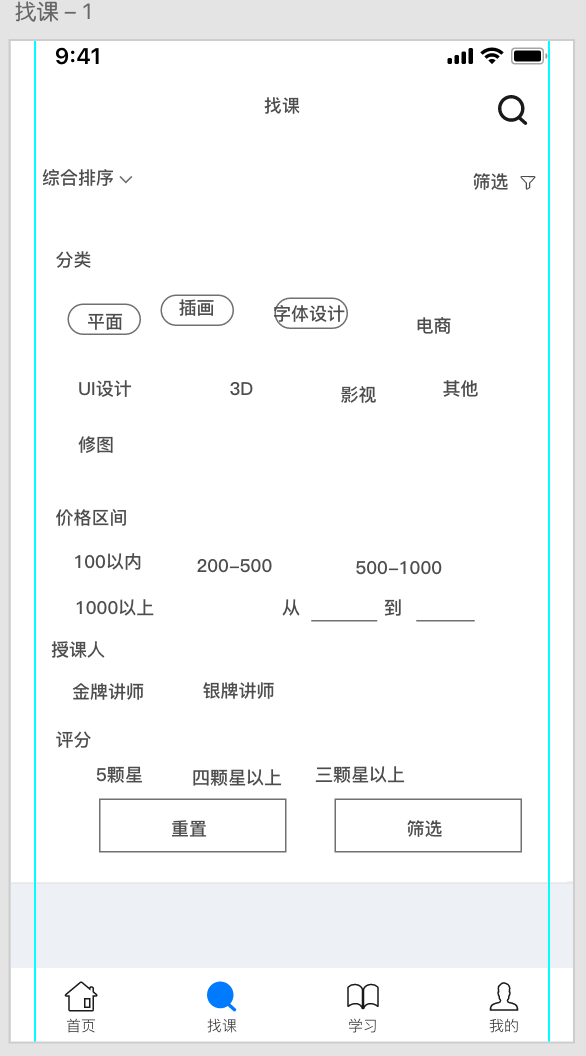 找课 – 1
9:41
找课
综合排序 筛选
分类
平面 插画 字体设计 电商
UI设计 3D 影视 其他
修图
价格区间
100以内 200–500 500–1000
1000以上 从 到
授课人
金牌讲师 银牌讲师
评分
5颗星 四颗星以上 三颗星以上
重置 筛选
首页 找课 学习 我的